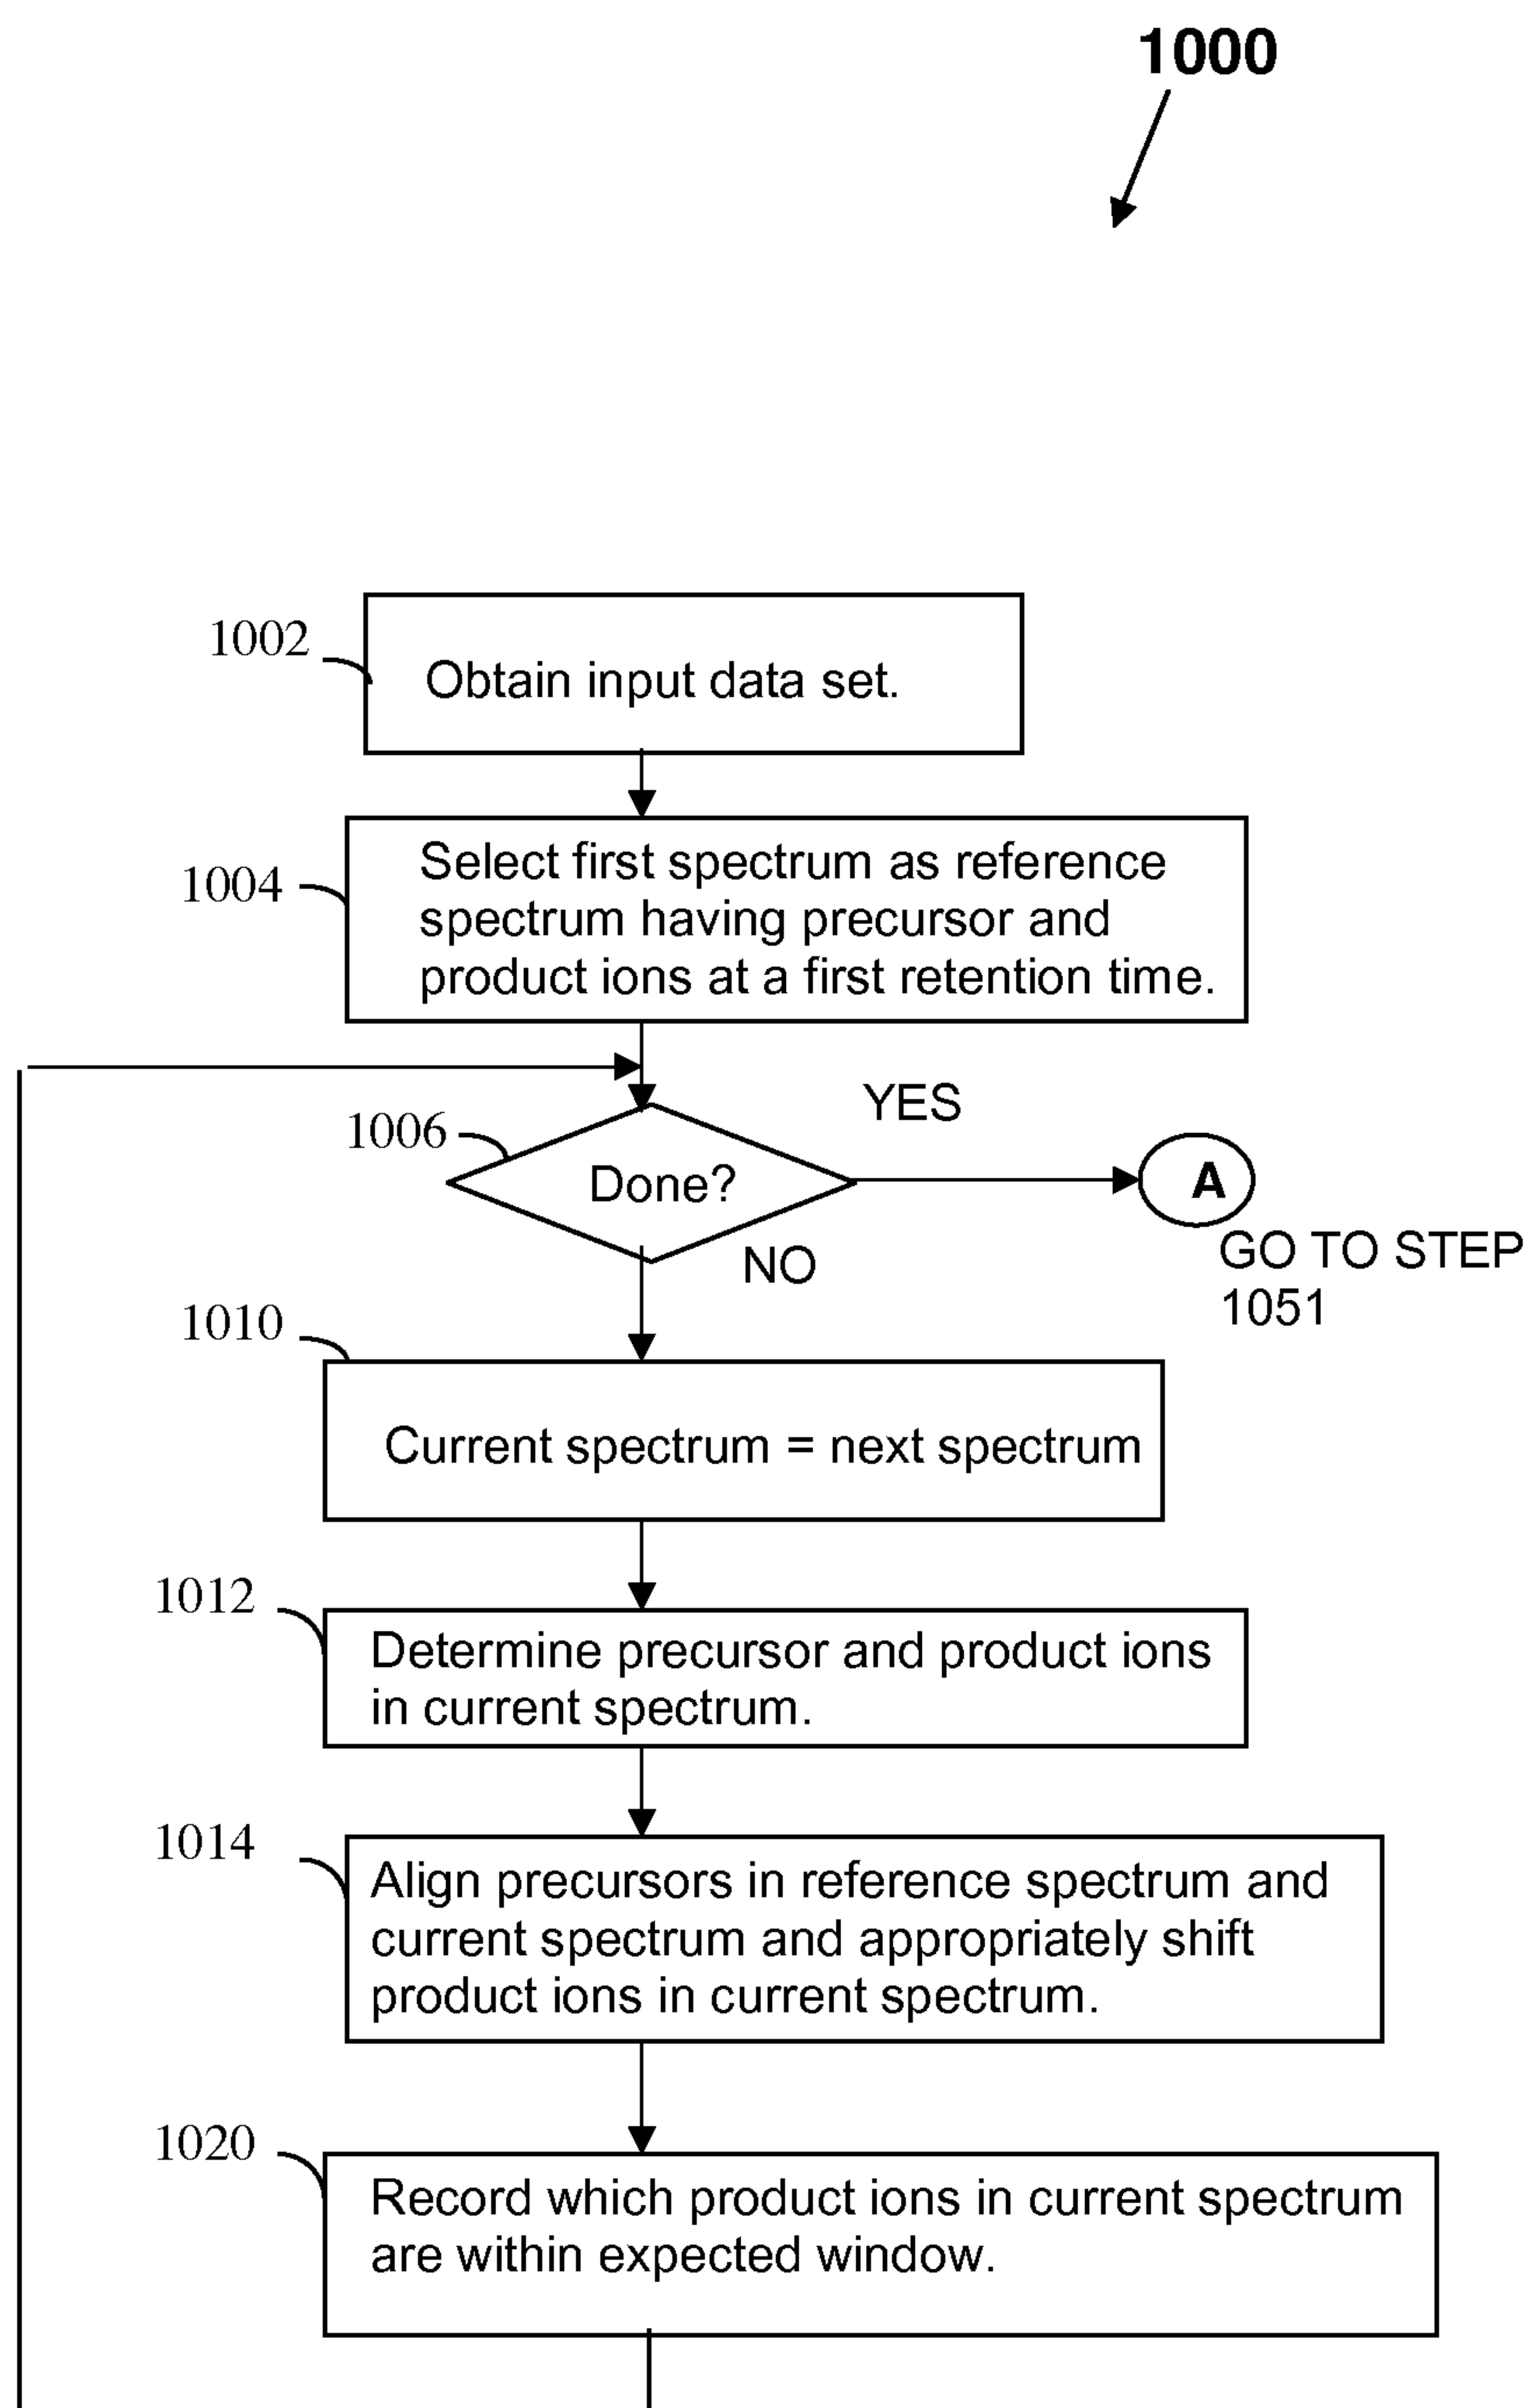 1000
1002
Obtain input data set.
1004
Select first spectrum as reference
spectrum having precursor and
product ions at a first retention time.
YES
1006
Done?
A
NO
GO TO STEP
1051
1010
Current spectrum = next spectrum
1012
Determine precursor and product ions
in current spectrum.
1014
Align precursors in reference spectrum and
current spectrum and appropriately shift
product ions in current spectrum.
1020
Record which product ions in current spectrum
are within expected window.